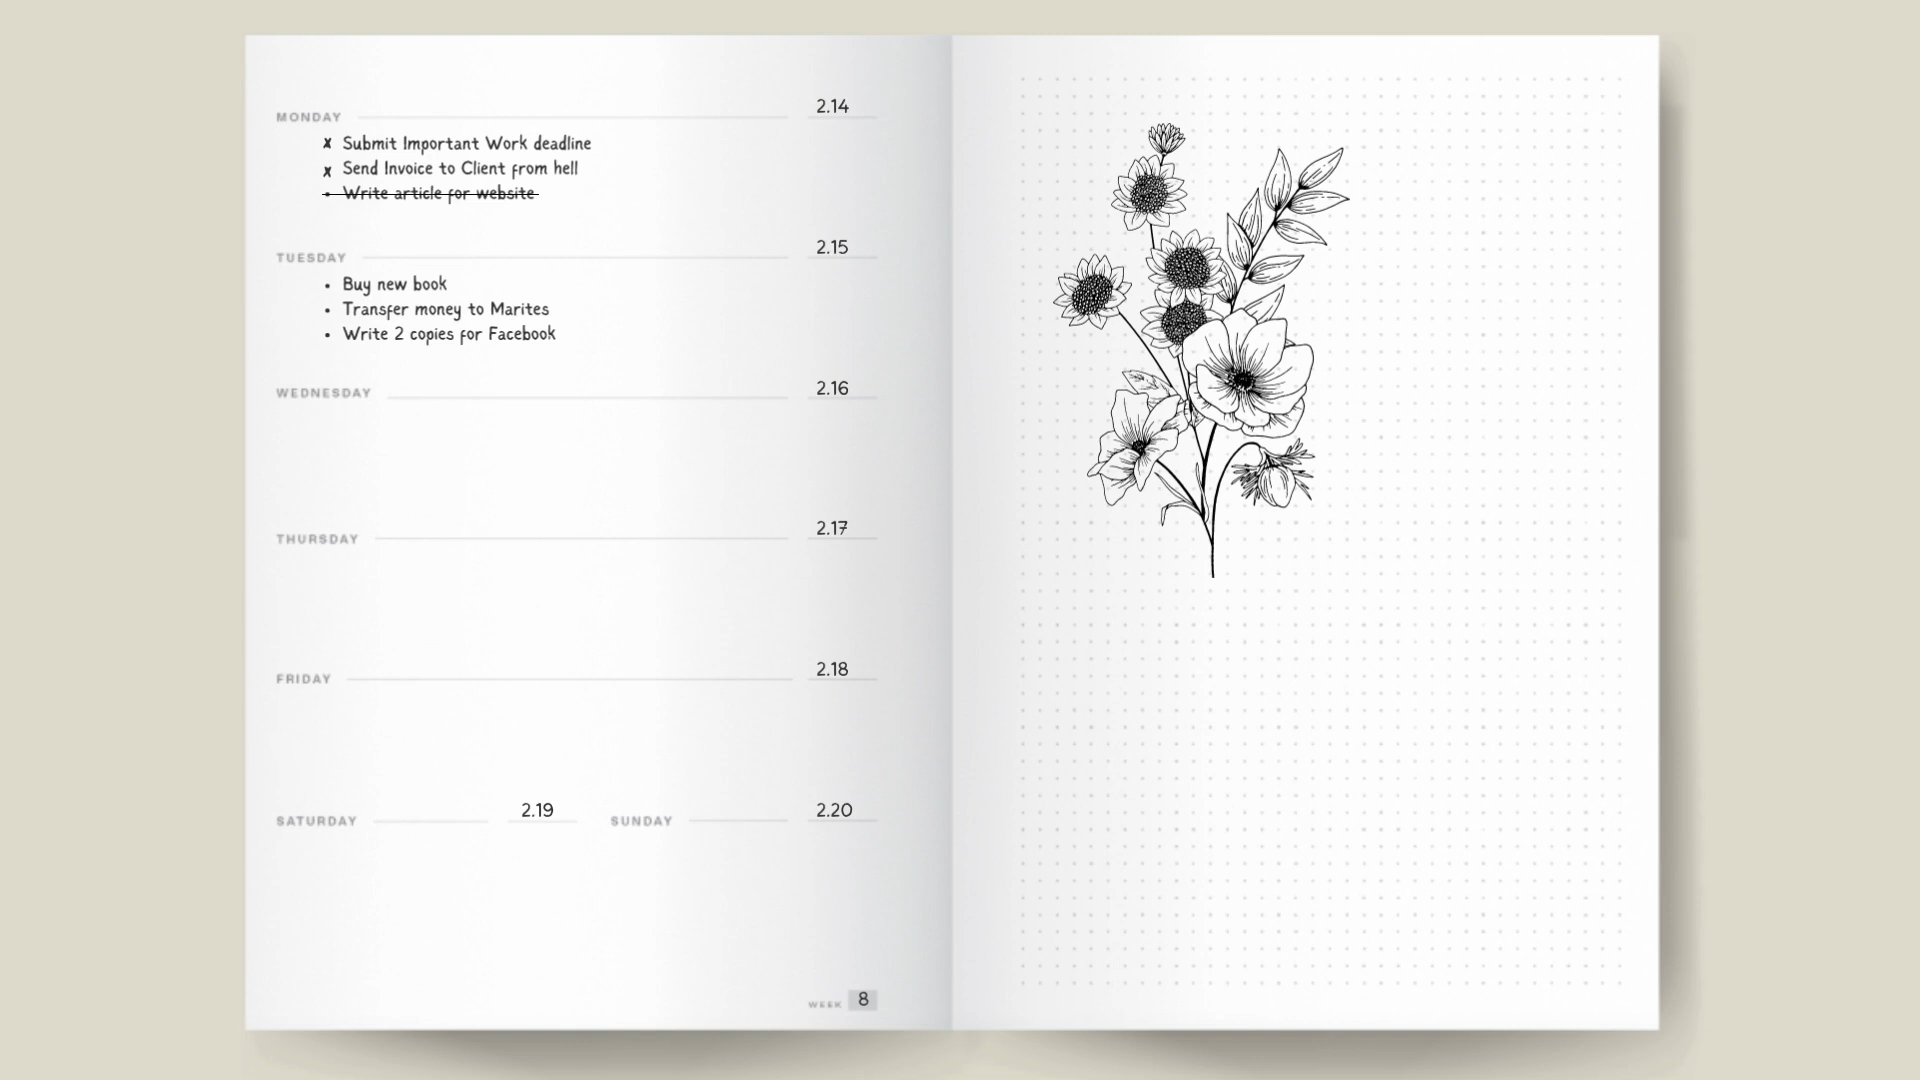 MONDAY 2.14
x Submit Important Work deadline
x Send Invoice to Client from hell
• Write article for website
TUESDAY 2.15
• Buy new book
• Transfer money to Marites
• Write 2 copies for Facebook
WEDNESDAY 2.16
THURSDAY 2.17
FRIDAY 2.18
SATURDAY 2.19 SUNDAY 2.20
WEEK 8